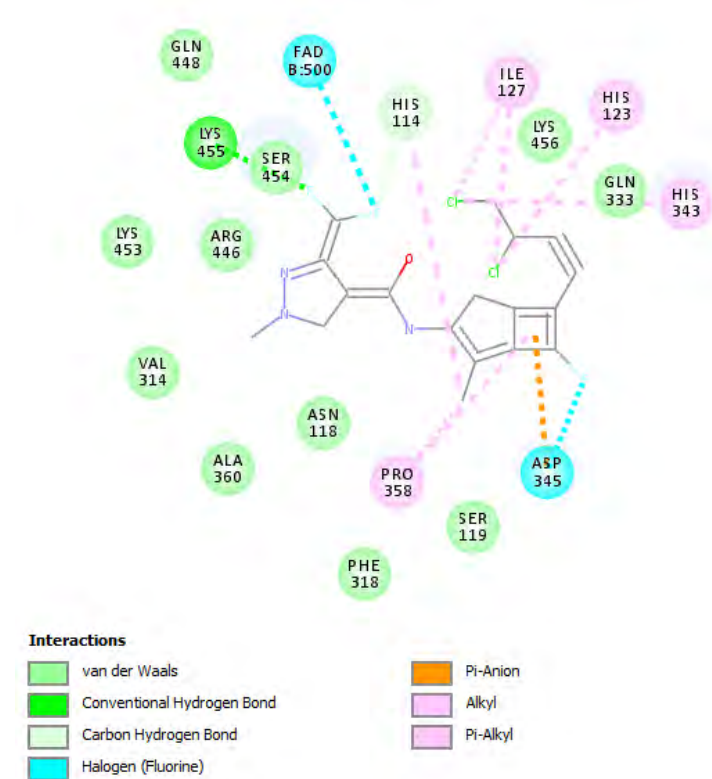 GLN
448
FAD
B:500
ILE
127
HIS
114
HIS
123
LYS
456
LYS
455
SER
454
GLN
333
HIS
343
Cl
LYS
453
ARG
446
O
Cl
N
N
N
VAL
314
ASN
118
ALA
360
PRO
358
ASP
345
SER
119
PHE
318
Interactions
van der Waals
Conventional Hydrogen Bond
Carbon Hydrogen Bond
Halogen (Fluorine)
Pi-Anion
Alkyl
Pi-Alkyl